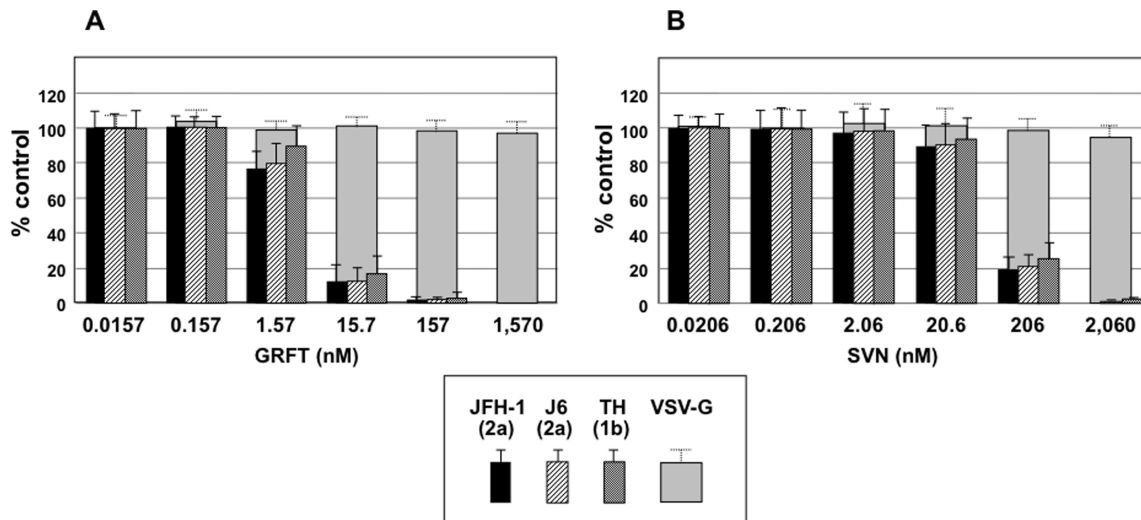 A
% control
120
100
80
60
40
20
0
0.0157 0.157 1.57 15.7 157 1,570
GRFT (nM)
B
% control
120
100
80
60
40
20
0
0.0206 0.206 2.06 20.6 206 2,060
SVN (nM)
JFH-1 J6 TH VSV-G
(2a) (2a) (1b)